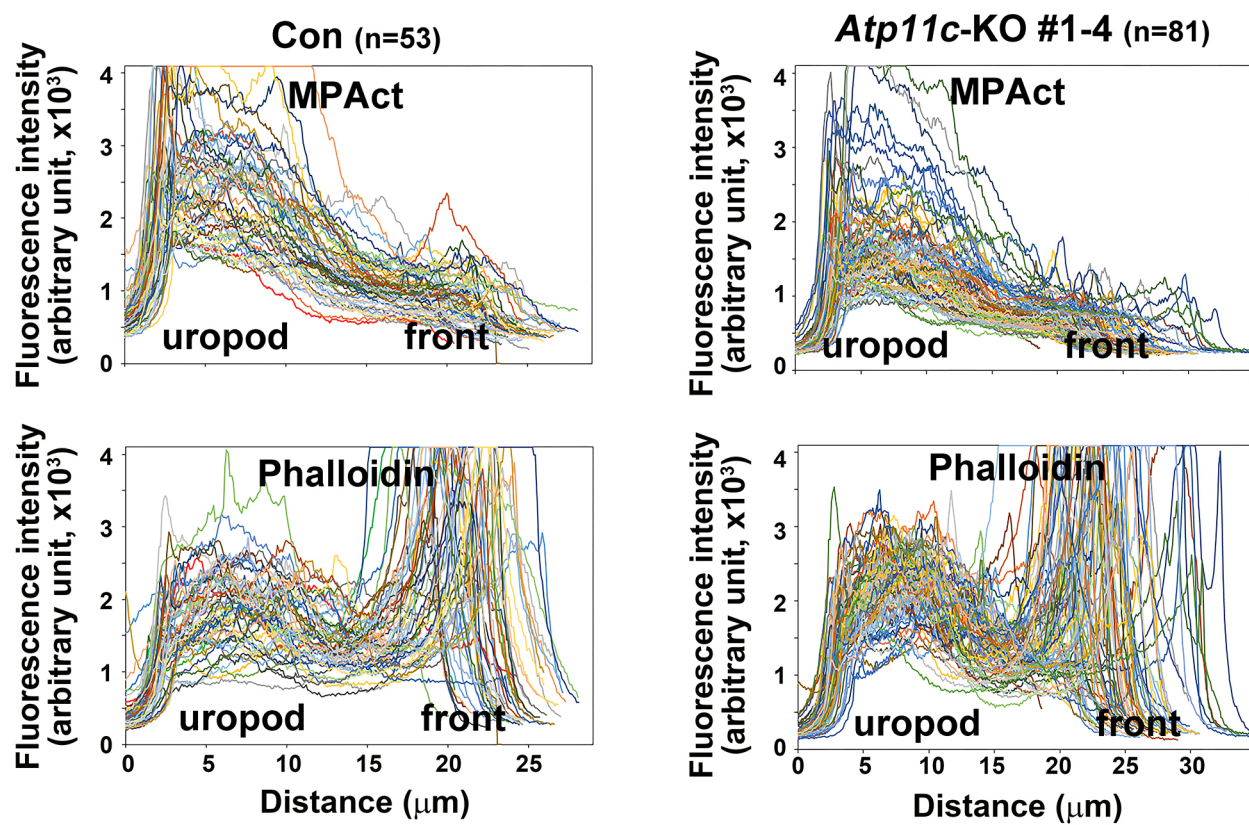 Con (n=53)
Fluorescence intensity
(arbitrary unit, x10³)
4
3
2
1
0
MPAct
uropod
front
Atp11c-KO #1-4 (n=81)
Fluorescence intensity
(arbitrary unit, x10³)
4
3
2
1
0
MPAct
uropod
front
Fluorescence intensity
(arbitrary unit, x10³)
4
3
2
1
0
Phalloidin
uropod
front
0 5 10 15 20 25
Distance (μm)
Fluorescence intensity
(arbitrary unit, x10³)
4
3
2
1
0
Phalloidin
uropod
front
0 5 10 15 20 25 30
Distance (μm)